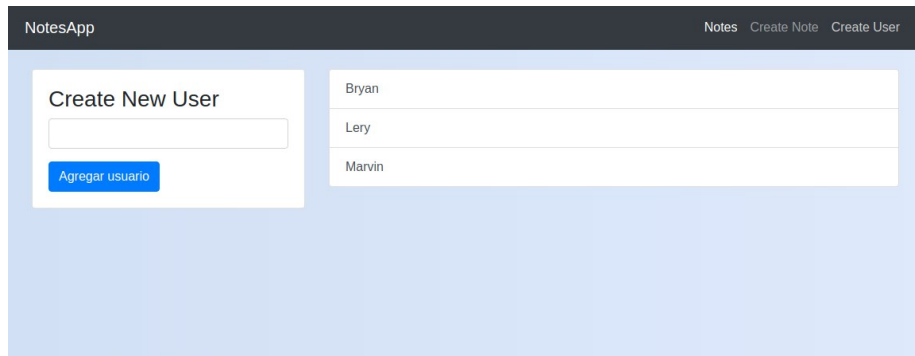 NotesApp
Notes Create Note Create User
Create New User
Agregar usuario
Bryan
Lery
Marvin